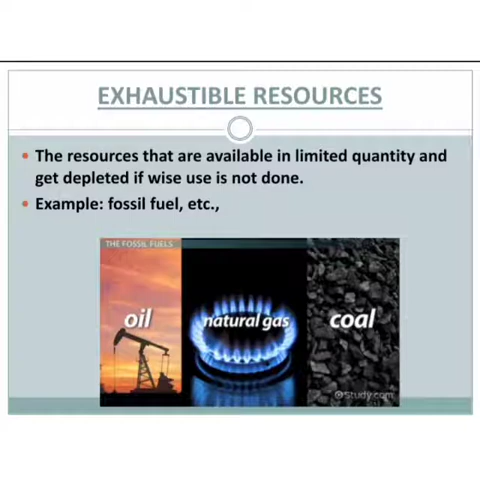 EXHAUSTIBLE RESOURCES
• The resources that are available in limited quantity and
get depleted if wise use is not done.
• Example: fossil fuel, etc.,
THE FOSSIL FUELS
oil
natural gas
coal
Study.com